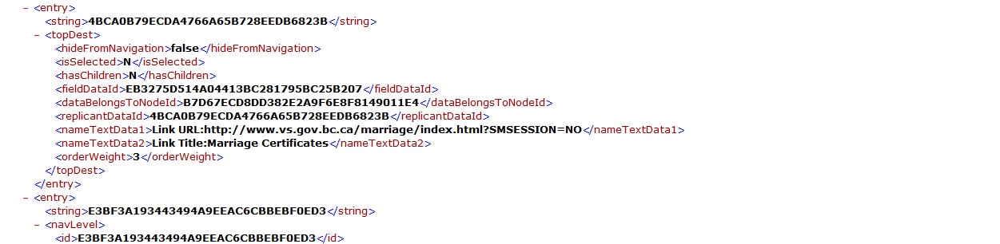 − <entry>
<string>4BCA0B79ECDA4766A65B728EEDB6823B</string>
− <topDest>
<hideFromNavigation>false</hideFromNavigation>
<isSelected>N</isSelected>
<hasChildren>N</hasChildren>
<fieldDataId>EB3275D514A04413BC281795BC25B207</fieldDataId>
<dataBelongsToNodeId>B7D67ECD8DD382E2A9F6E8F8149011E4</dataBelongsToNodeId>
<replicantDataId>4BCA0B79ECDA4766A65B728EEDB6823B</replicantDataId>
<nameTextData1>Link URL:http://www.vs.gov.bc.ca/marriage/index.html?SMSESSION=NO</nameTextData1>
<nameTextData2>Link Title:Marriage Certificates</nameTextData2>
<orderWeight>3</orderWeight>
</topDest>
</entry>
− <entry>
<string>E3BF3A193443494A9EEAC6CBBEBF0ED3</string>
− <navLevel>
<id>E3BF3A193443494A9EEAC6CBBEBF0ED3</id>